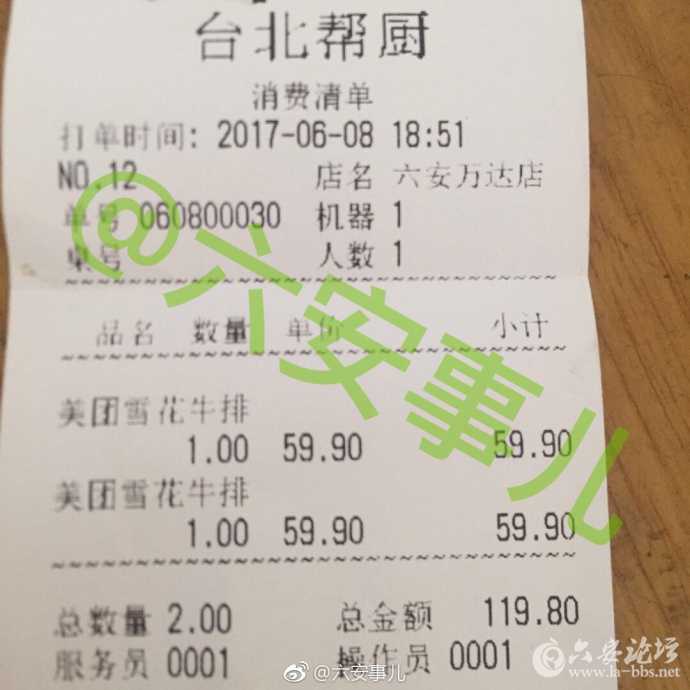 台北帮厨
消费清单
打单时间: 2017-06-08 18:51
NO.12 店名 六安万达店
单号 060800030 机器 1
桌号 人数 1
品名 数量 单价 小计
美团雪花牛排
1.00 59.90 59.90
美团雪花牛排
1.00 59.90 59.90
总数量 2.00 总金额 119.80
服务员 0001 操作员 0001
@六安事儿
@六安事儿
六安论坛
www.la-bbs.net